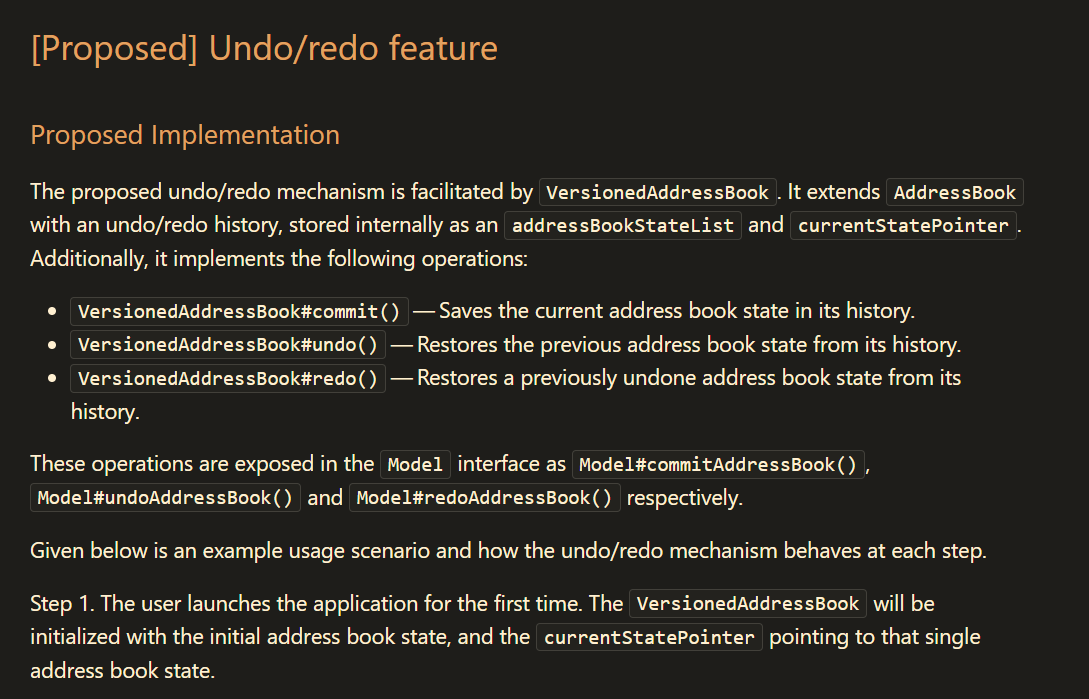 [Proposed] Undo/redo feature
Proposed Implementation
The proposed undo/redo mechanism is facilitated by VersionedAddressBook. It extends AddressBook
with an undo/redo history, stored internally as an addressBookStateList and currentStatePointer.
Additionally, it implements the following operations:
• VersionedAddressBook#commit() — Saves the current address book state in its history.
• VersionedAddressBook#undo() — Restores the previous address book state from its history.
• VersionedAddressBook#redo() — Restores a previously undone address book state from its
history.
These operations are exposed in the Model interface as Model#commitAddressBook(),
Model#undoAddressBook() and Model#redoAddressBook() respectively.
Given below is an example usage scenario and how the undo/redo mechanism behaves at each step.
Step 1. The user launches the application for the first time. The VersionedAddressBook will be
initialized with the initial address book state, and the currentStatePointer pointing to that single
address book state.